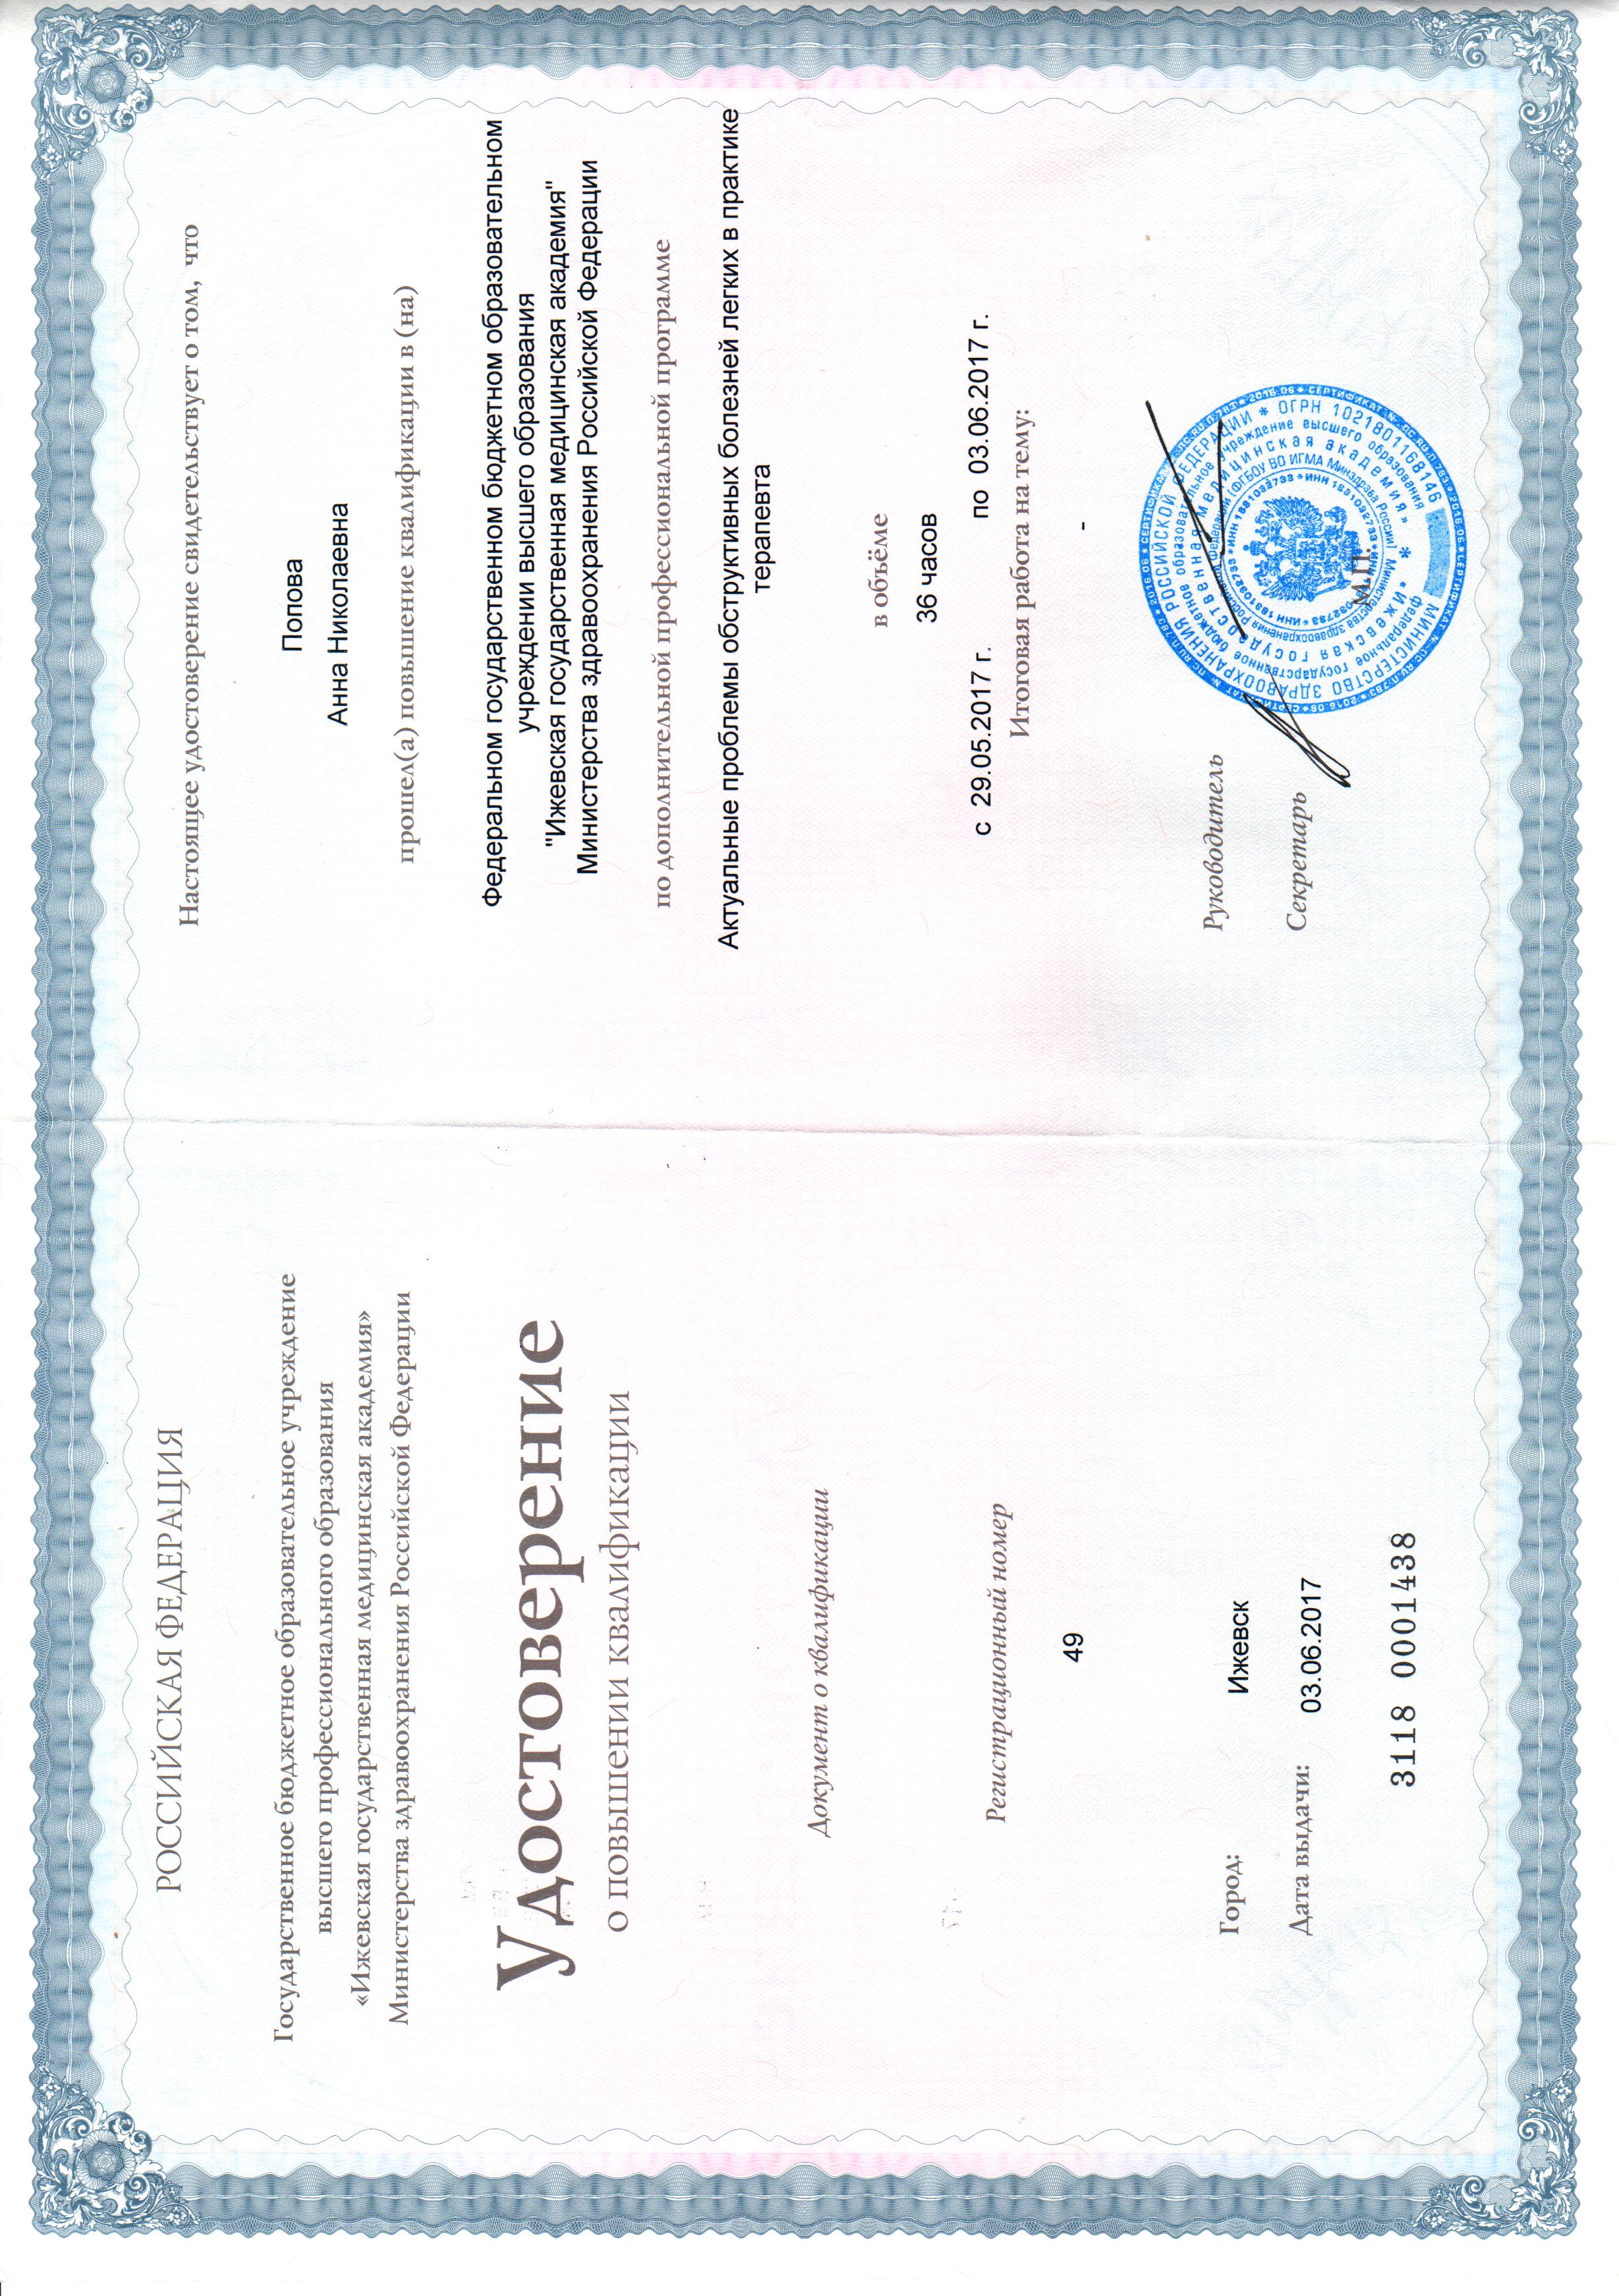 РОССИЙСКАЯ ФЕДЕРАЦИЯ
Государственное бюджетное образовательное учреждение
высшего профессионального образования
«Ижевская государственная медицинская академия»
Министерства здравоохранения Российской Федерации
Удостоверение
О ПОВЫШЕНИИ КВАЛИФИКАЦИИ
Документ о квалификации
Регистрационный номер
49
Город: Ижевск
Дата выдачи: 03.06.2017
3118 0001438
Настоящее удостоверение свидетельствует о том, что
Попова
Анна Николаевна
прошел(а) повышение квалификации в (на)
Федеральном государственном бюджетном образовательном
учреждении высшего образования
"Ижевская государственная медицинская академия"
Министерства здравоохранения Российской Федерации
по дополнительной профессиональной программе
Актуальные проблемы обструктивных болезней легких в практике
терапевта
в объёме
36 часов
с 29.05.2017 г. по 03.06.2017 г.
Итоговая работа на тему:
-
Руководитель
Секретарь
М.П.
МИНИСТЕРСТВО ЗДРАВООХРАНЕНИЯ РОССИЙСКОЙ ФЕДЕРАЦИИ * ОГРН 1021801168146
федеральное государственное бюджетное образовательное учреждение высшего образования
* «Ижевская государственная медицинская академия» *
Министерства здравоохранения Российской Федерации (ФГБОУ ВО ИГМА Минздрава России)